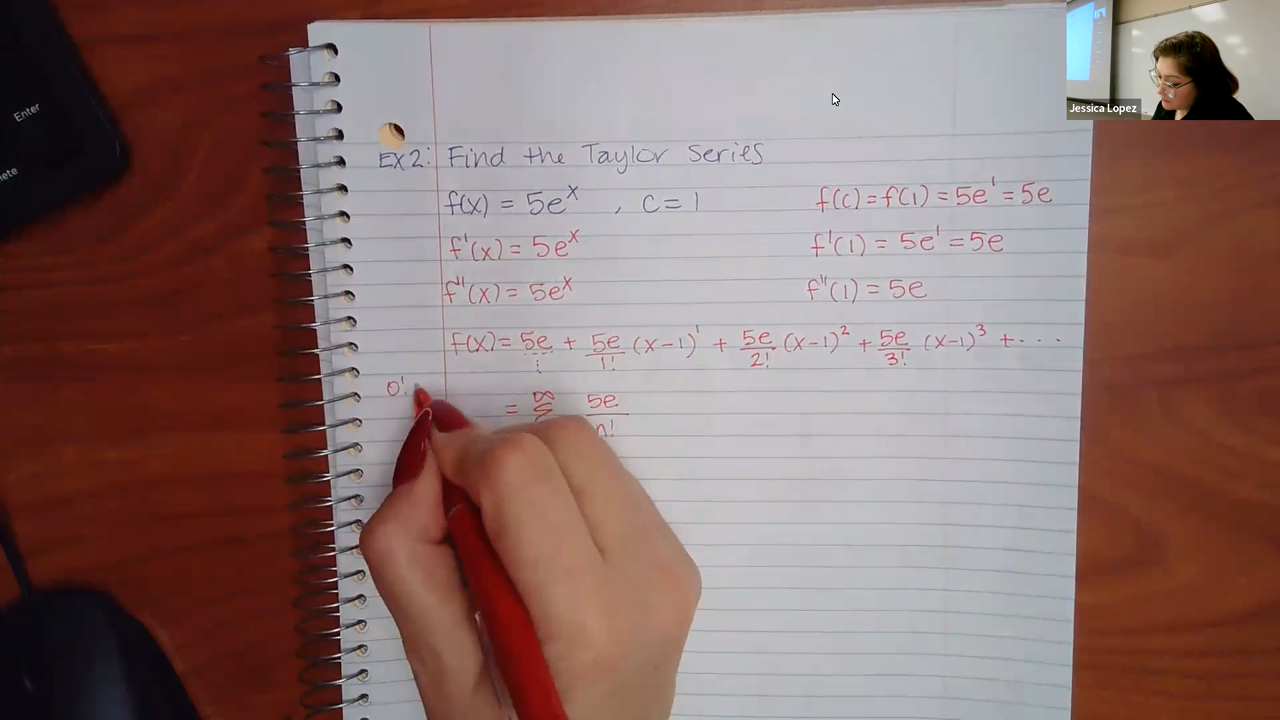 Enter
lete
Jessica Lopez
EX2: Find the Taylor Series
f(x) = 5e^x , c = 1
f(c) = f(1) = 5e^1 = 5e
f'(x) = 5e^x
f'(1) = 5e^1 = 5e
f''(x) = 5e^x
f''(1) = 5e
f(x) = 5e + 5e/1! (x-1)^1 + 5e/2! (x-1)^2 + 5e/3! (x-1)^3 + ...
0!
= ∞ Σ 5e/n!